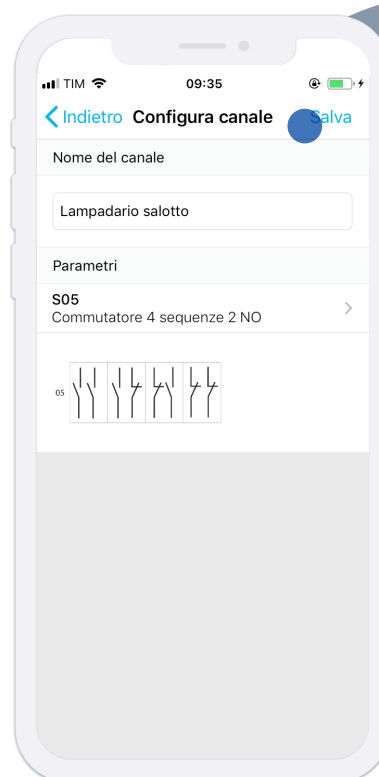 TIM 09:35
Indietro Configura canale Salva
Nome del canale
Lampadario salotto
Parametri
S05
Commutatore 4 sequenze 2 NO
05